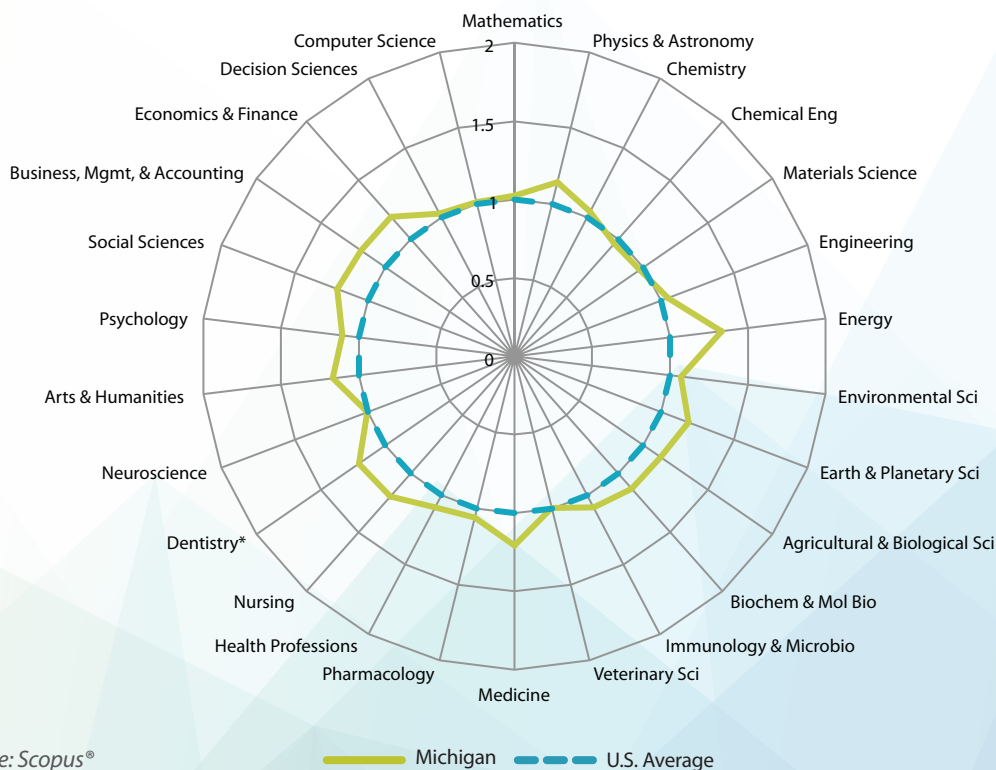 Mathematics
Computer Science
Physics & Astronomy
Decision Sciences
Chemistry
Economics & Finance
Chemical Eng
Business, Mgmt, & Accounting
Materials Science
Social Sciences
Engineering
Psychology
Energy
Arts & Humanities
Environmental Sci
Neuroscience
Earth & Planetary Sci
Dentistry*
Agricultural & Biological Sci
Nursing
Biochem & Mol Bio
Health Professions
Immunology & Microbio
Pharmacology
Veterinary Sci
Medicine
2
1.5
1
0.5
0
e: Scopus®
Michigan
U.S. Average